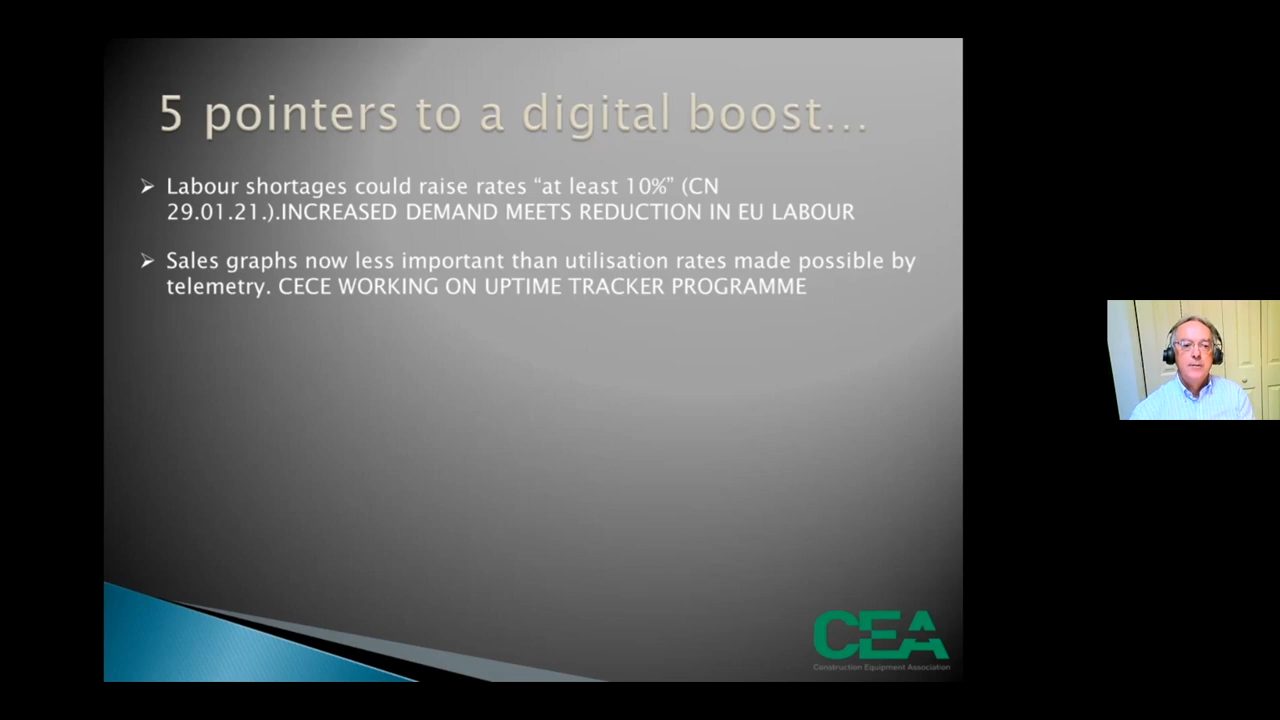 5 pointers to a digital boost...
Labour shortages could raise rates “at least 10%” (CN
29.01.21.).INCREASED DEMAND MEETS REDUCTION IN EU LABOUR
Sales graphs now less important than utilisation rates made possible by
telemetry. CECE WORKING ON UPTIME TRACKER PROGRAMME
CEA
Construction Equipment Association